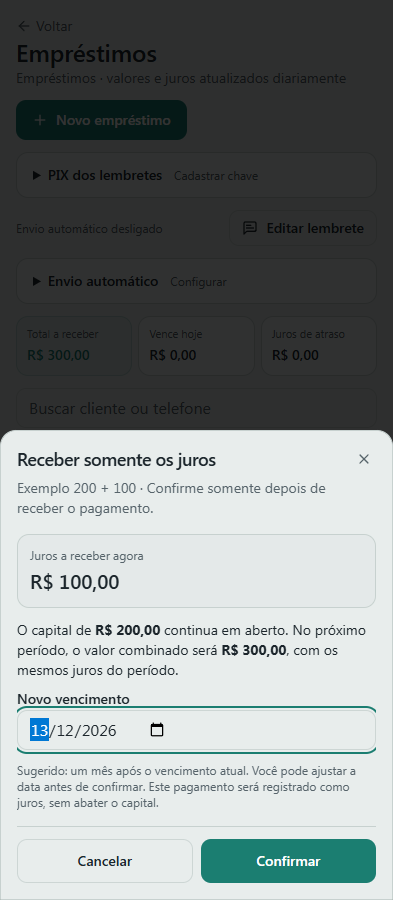 Voltar
Empréstimos
Empréstimos · valores e juros atualizados diariamente
Novo empréstimo
PIX dos lembretes Cadastrar chave
Envio automático desligado Editar lembrete
Envio automático Configurar
Total a receber Vence hoje Juros de atraso
R$ 300,00 R$ 0,00 R$ 0,00
Buscar cliente ou telefone
Receber somente os juros
Exemplo 200 + 100 · Confirme somente depois de
receber o pagamento.
Juros a receber agora
R$ 100,00
O capital de R$ 200,00 continua em aberto. No próximo
período, o valor combinado será R$ 300,00, com os
mesmos juros do período.
Novo vencimento
13/12/2026
Sugerido: um mês após o vencimento atual. Você pode ajustar a
data antes de confirmar. Este pagamento será registrado como
juros, sem abater o capital.
Cancelar Confirmar